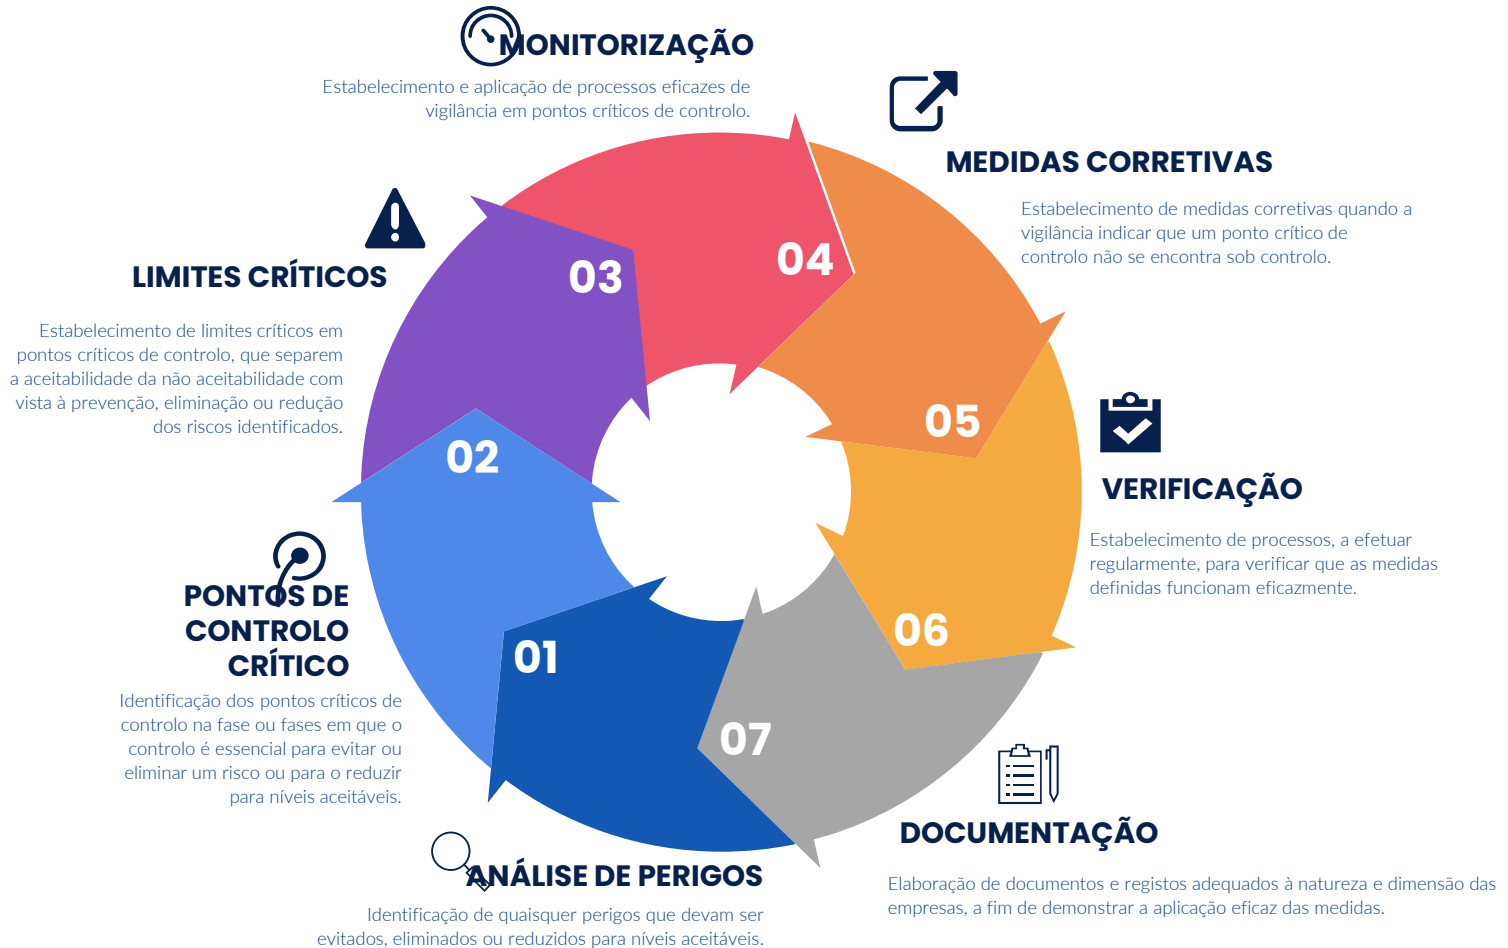 MONITORIZAÇÃO
Estabelecimento e aplicação de processos eficazes de
vigilância em pontos críticos de controlo.
MEDIDAS CORRETIVAS
Estabelecimento de medidas corretivas quando a
vigilância indicar que um ponto crítico de
controlo não se encontra sob controlo.
LIMITES CRÍTICOS
Estabelecimento de limites críticos em
pontos críticos de controlo, que separem
a aceitabilidade da não aceitabilidade com
vista à prevenção, eliminação ou redução
dos riscos identificados.
03
04
05
02
VERIFICAÇÃO
Estabelecimento de processos, a efetuar
regularmente, para verificar que as medidas
definidas funcionam eficazmente.
PONTOS DE
CONTROLO
CRÍTICO
Identificação dos pontos críticos de
controlo na fase ou fases em que o
controlo é essencial para evitar ou
eliminar um risco ou para o reduzir
para níveis aceitáveis.
01
06
07
DOCUMENTAÇÃO
Elaboração de documentos e registos adequados à natureza e dimensão das
empresas, a fim de demonstrar a aplicação eficaz das medidas.
ANÁLISE DE PERIGOS
Identificação de quaisquer perigos que devam ser
evitados, eliminados ou reduzidos para níveis aceitáveis.